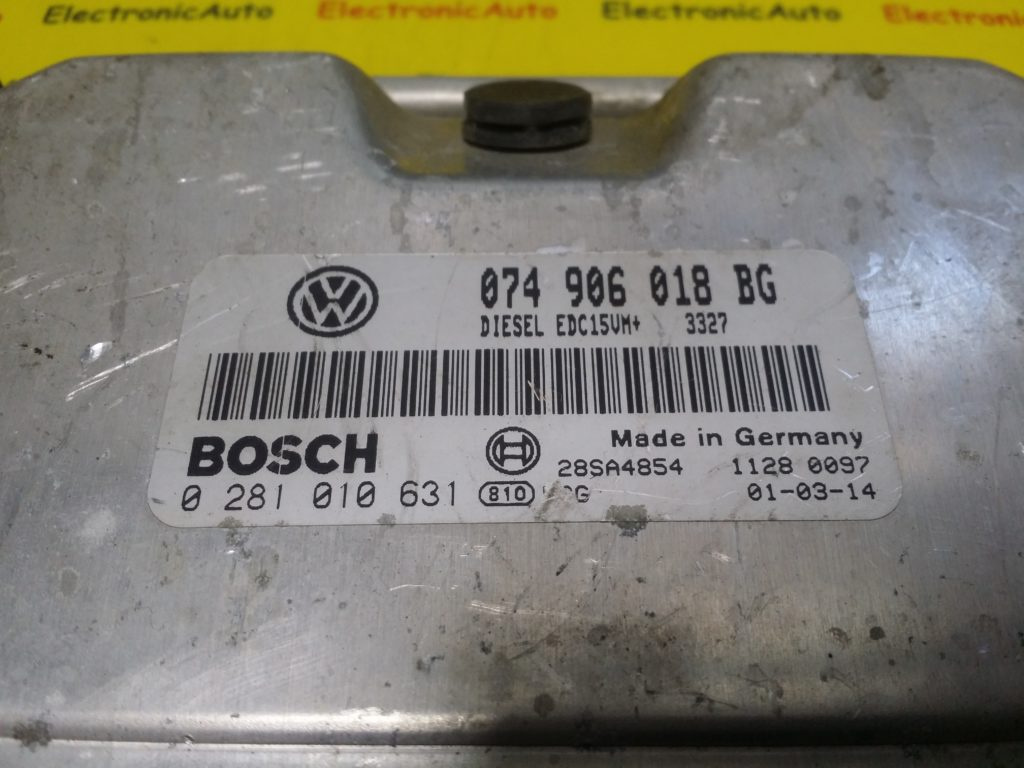 ElectronicAuto ElectronicAuto ElectronicAuto ElectronicAuto
074 906 018 BG
DIESEL EDC15VM+ 3327
BOSCH
Made in Germany
28SA4854 1128 0097
0 281 010 631 810 01-03-14